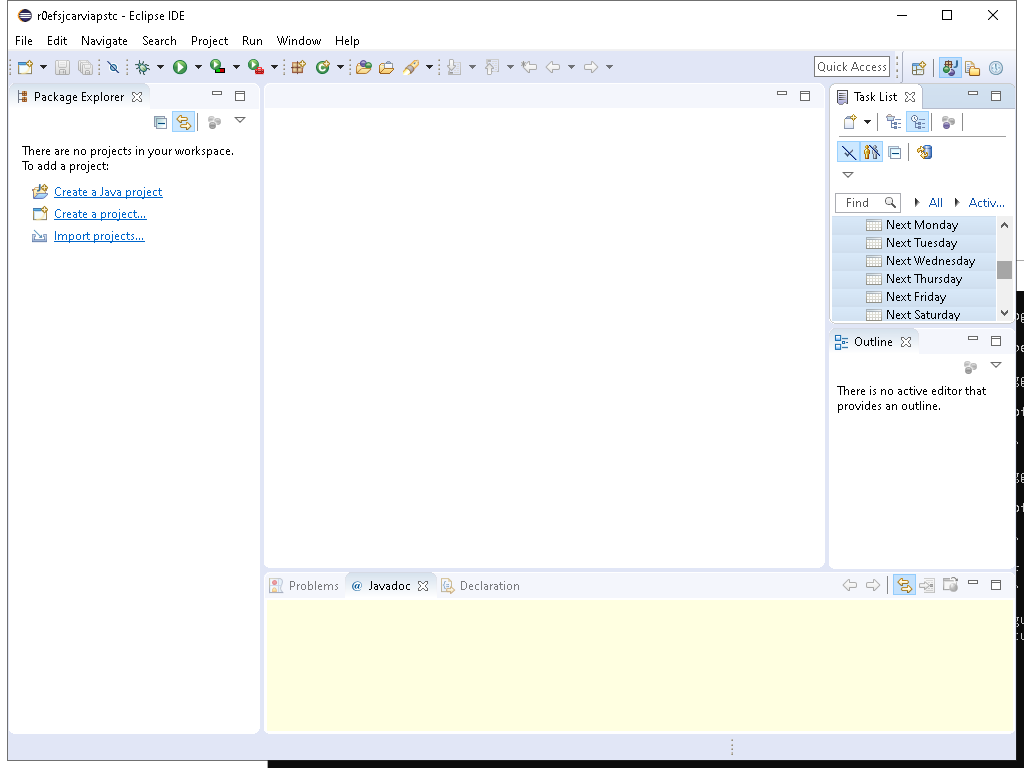 r0efsjcarviapstc - Eclipse IDE
File Edit Navigate Search Project Run Window Help
Quick Access
Package Explorer
Task List
There are no projects in your workspace.
To add a project:
Create a Java project
Create a project...
Import projects...
Find
All
Activ...
Next Monday
Next Tuesday
Next Wednesday
Next Thursday
Next Friday
Next Saturday
Outline
There is no active editor that
provides an outline.
Problems
@ Javadoc
Declaration